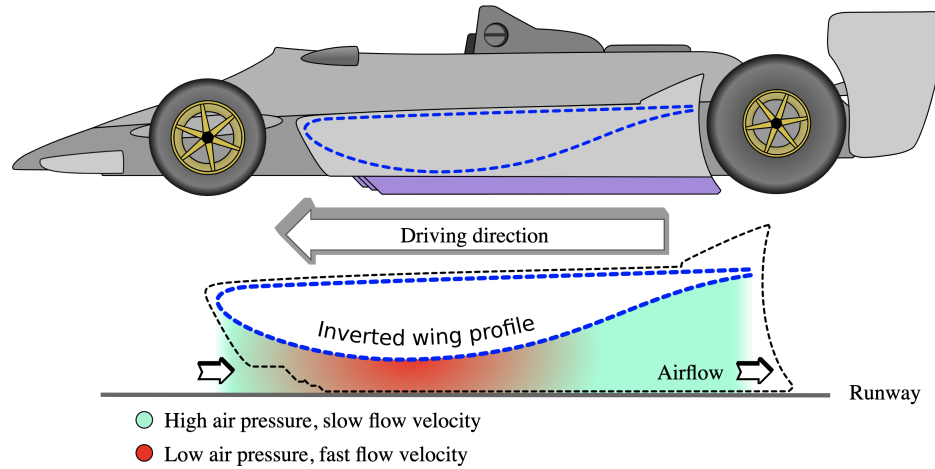 Driving direction
Inverted wing profile
Airflow
Runway
High air pressure, slow flow velocity
Low air pressure, fast flow velocity